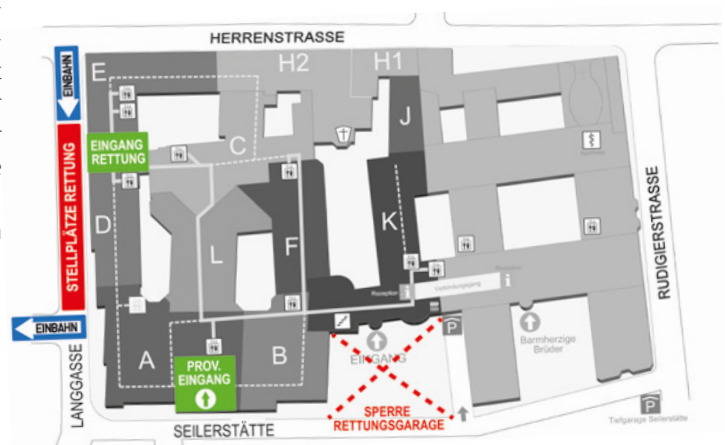 HERRENSTRASSE
EINBAHN
E
H2
H1
J
EINGANG
RETTUNG
C
STELLPLÄTZE RETTUNG
D
F
K
L
RUDIGIERSTRASSE
Rezeption
i
Verbindungsgang
i
EINBAHN
A
PROV.
EINGANG
B
EINGANG
P
Barmherzige
Brüder
LANGGASSE
SPERRE
RETTUNGSGARAGE
SEILERSTÄTTE
P
Tiefgarage Seilerstätte